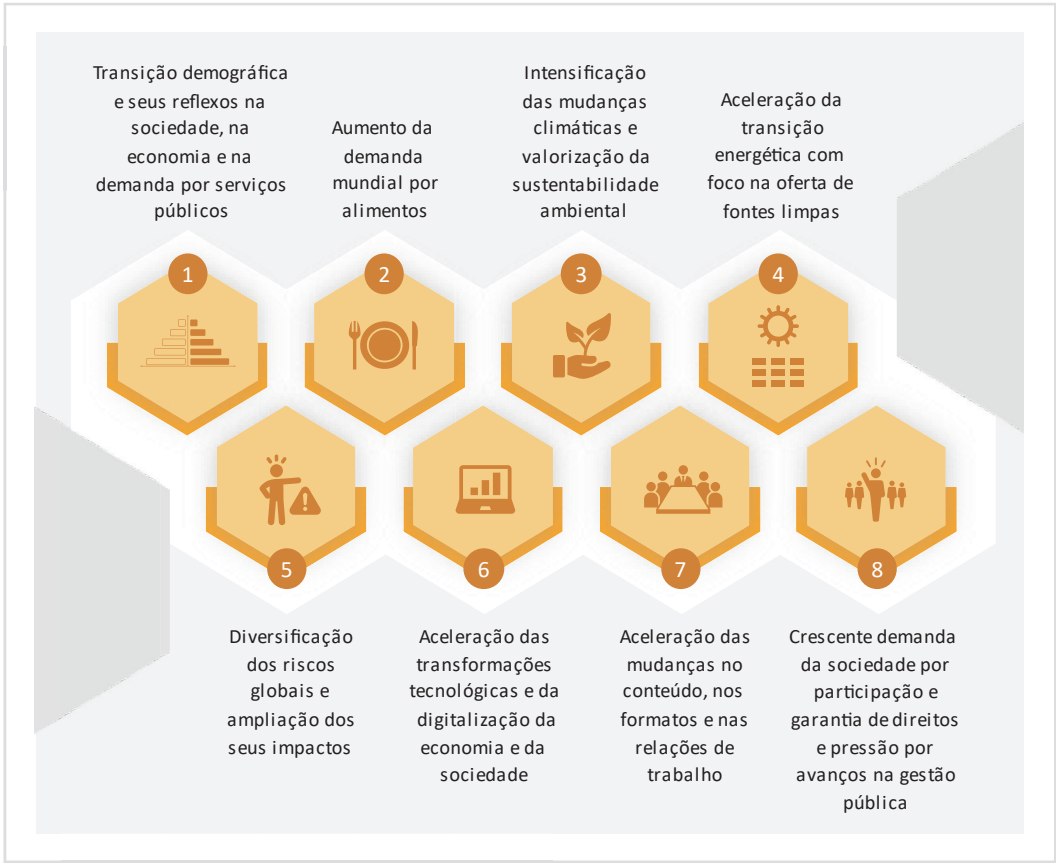 Transição demográfica
e seus reflexos na
sociedade, na
economia e na
demanda por serviços
públicos
Aumento da
demanda
mundial por
alimentos
Intensificação
das mudanças
climáticas e
valorização da
sustentabilidade
ambiental
Aceleração da
transição
energética com
foco na oferta de
fontes limpas
1
2
3
4
5
6
7
8
Diversificação
dos riscos
globais e
ampliação dos
seus impactos
Aceleração das
transformações
tecnológicas e da
digitalização da
economia e da
sociedade
Aceleração das
mudanças no
conteúdo, nos
formatos e nas
relações de
trabalho
Crescente demanda
da sociedade por
participação e
garantia de direitos
e pressão por
avanços na gestão
pública